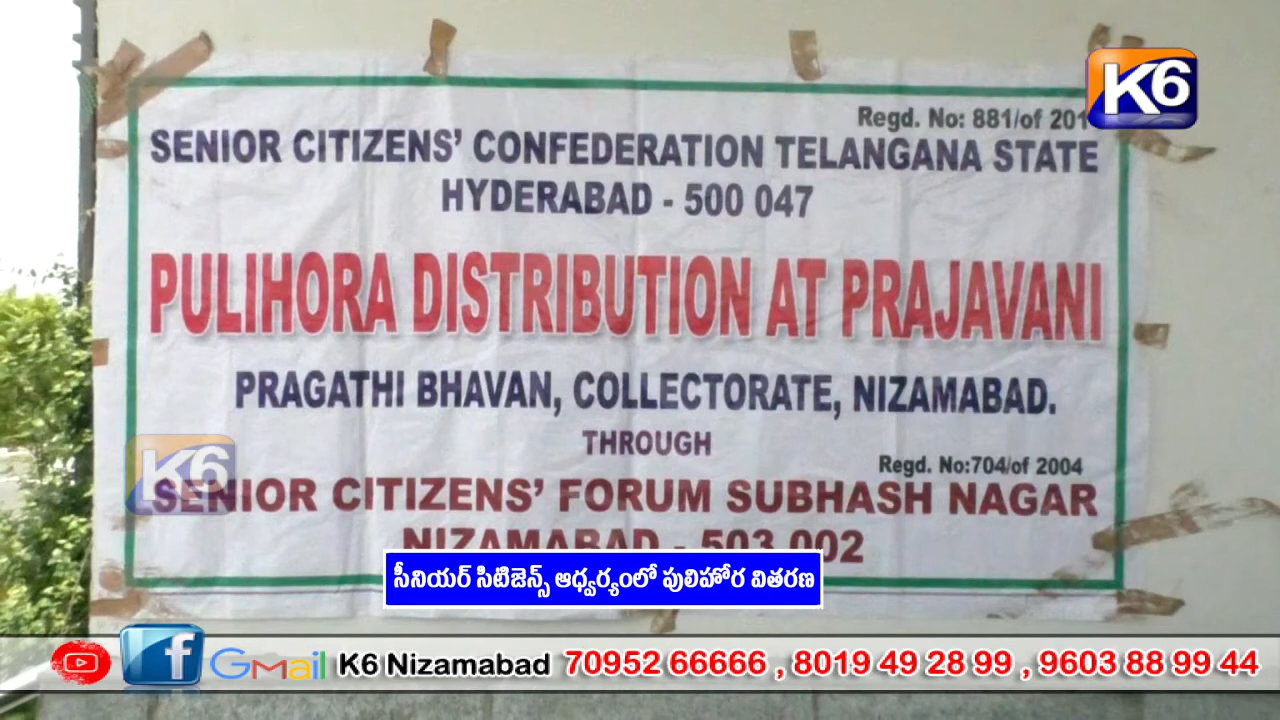 K6
Regd. No: 881/of 201
SENIOR CITIZENS’ CONFEDERATION TELANGANA STATE
HYDERABAD - 500 047
PULIHORA DISTRIBUTION AT PRAJAVANI
PRAGATHI BHAVAN, COLLECTORATE, NIZAMABAD.
THROUGH
Regd. No:704/of 2004
K6
SENIOR CITIZENS’ FORUM SUBHASH NAGAR
NIZAMABAD - 503 002
సీనియర్ సిటిజెన్స్ ఆధ్వర్యంలో పులిహోర వితరణ
f GMail K6 Nizamabad 70952 66666 , 8019 49 28 99 , 9603 88 99 44